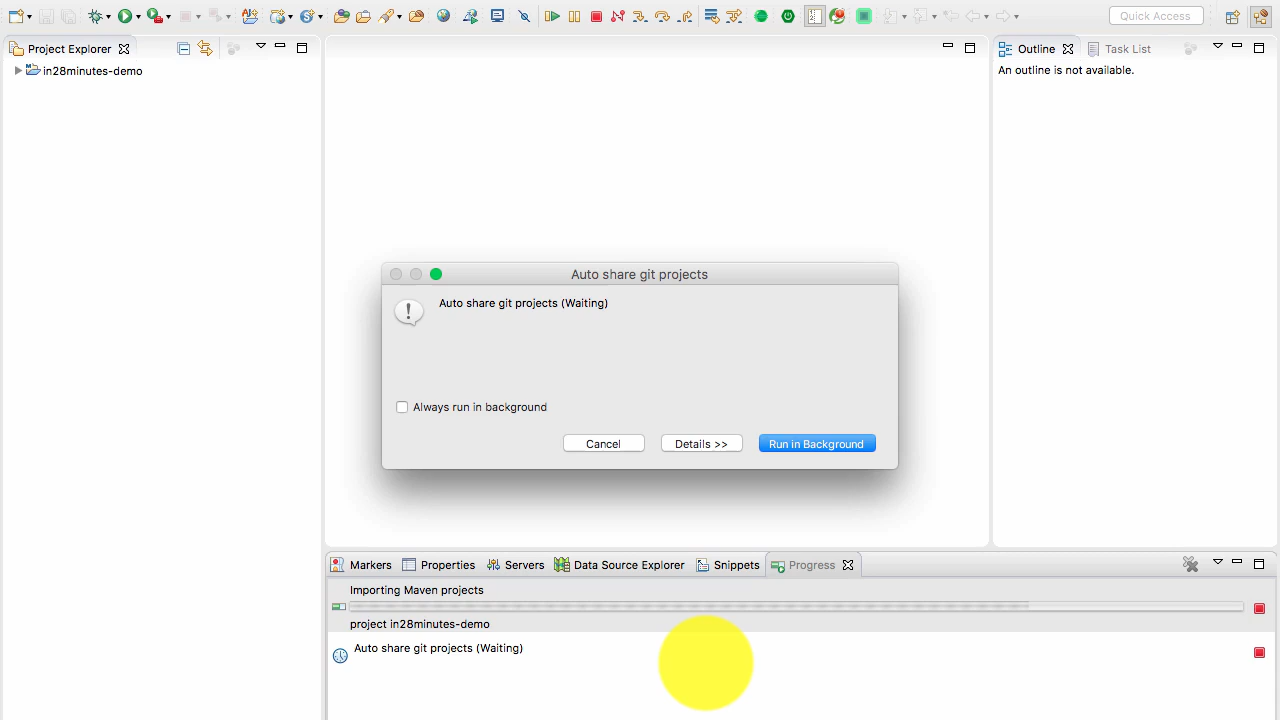 Quick Access
Project Explorer
in28minutes-demo
Outline
Task List
An outline is not available.
Auto share git projects
Auto share git projects (Waiting)
Always run in background
Cancel
Details >>
Run in Background
Markers
Properties
Servers
Data Source Explorer
Snippets
Progress
Importing Maven projects
project in28minutes-demo
Auto share git projects (Waiting)